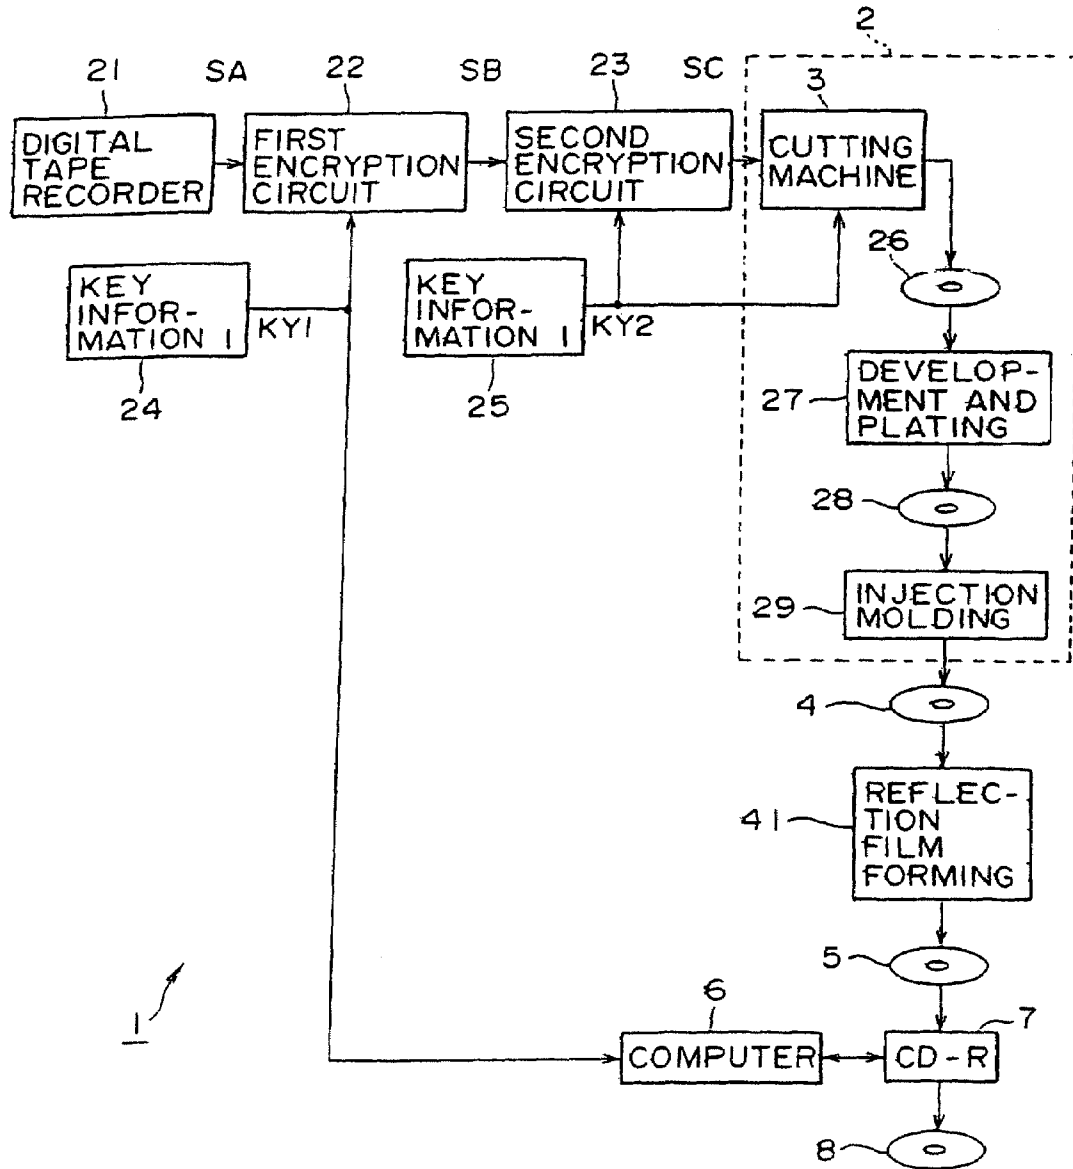 2
21
SA
22
SB
23
SC
3
DIGITAL
TAPE
RECORDER
FIRST
ENCRYPTION
CIRCUIT
SECOND
ENCRYPTION
CIRCUIT
CUTTING
MACHINE
26
KEY
INFOR-
MATION 1
KY1
24
KEY
INFOR-
MATION 1
KY2
25
27
DEVELOP-
MENT AND
PLATING
28
29
INJECTION
MOLDING
4
41
REFLEC-
TION
FILM
FORMING
5
1
6
COMPUTER
7
CD-R
8